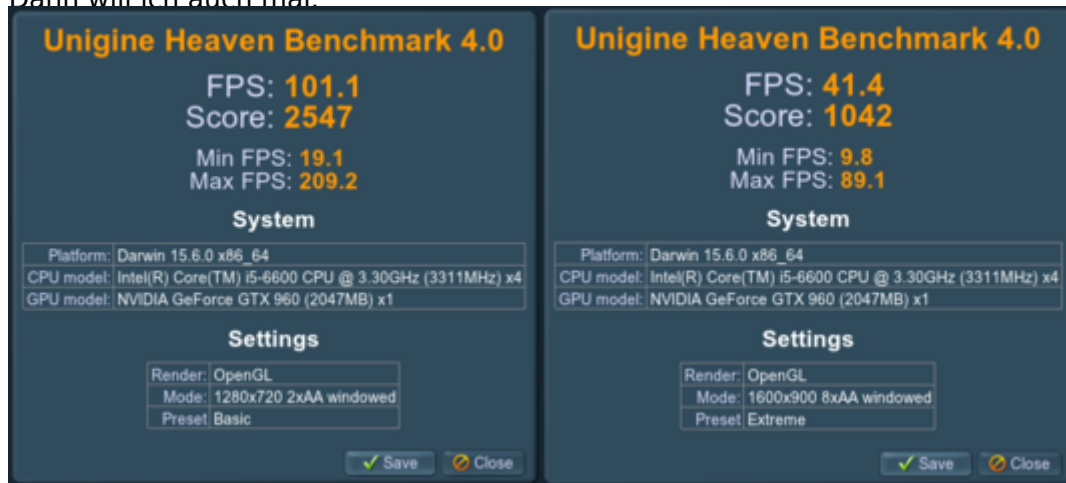 Dann will ich auch mal:
Unigine Heaven Benchmark 4.0
FPS: 101.1
Score: 2547
Min FPS: 19.1
Max FPS: 209.2
System
Platform: Darwin 15.6.0 x86_64
CPU model: Intel(R) Core(TM) i5-6600 CPU @ 3.30GHz (3311MHz) x4
GPU model: NVIDIA GeForce GTX 960 (2047MB) x1
Settings
Render: OpenGL
Mode: 1280x720 2xAA windowed
Preset Basic
Save Close
Unigine Heaven Benchmark 4.0
FPS: 41.4
Score: 1042
Min FPS: 9.8
Max FPS: 89.1
System
Platform: Darwin 15.6.0 x86_64
CPU model: Intel(R) Core(TM) i5-6600 CPU @ 3.30GHz (3311MHz) x4
GPU model: NVIDIA GeForce GTX 960 (2047MB) x1
Settings
Render: OpenGL
Mode: 1600x900 8xAA windowed
Preset Extreme
Save Close